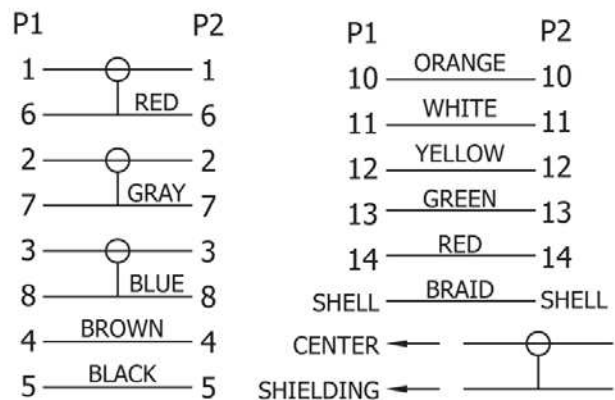 P1 P2
1 1
RED
6 6
2 2
GRAY
7 7
3 3
BLUE
8 8
4 BROWN 4
5 BLACK 5
P1 P2
10 ORANGE 10
11 WHITE 11
12 YELLOW 12
13 GREEN 13
14 RED 14
SHELL BRAID SHELL
CENTER
SHIELDING